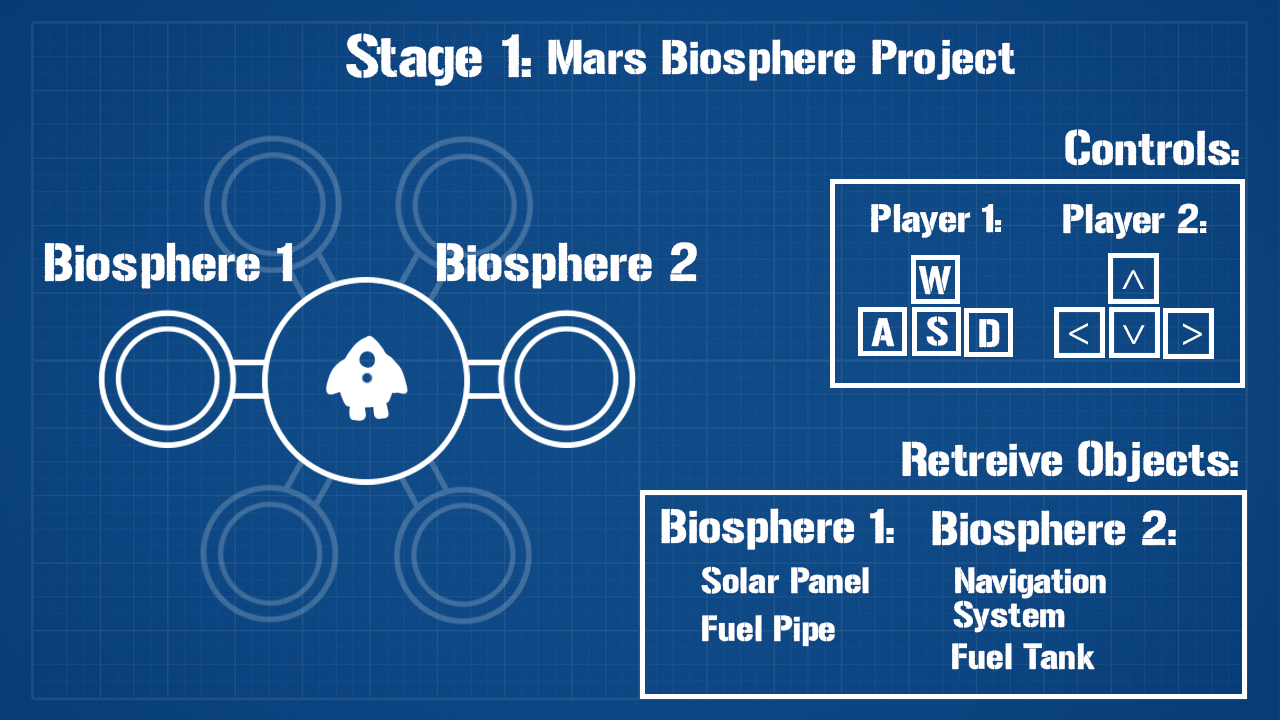 Stage 1: Mars Biosphere Project
Biosphere 1
Biosphere 2
Controls:
Player 1:
Player 2:
W
A S D
^
< v >
Retreive Objects:
Biosphere 1:
Solar Panel
Fuel Pipe
Biosphere 2:
Navigation
System
Fuel Tank